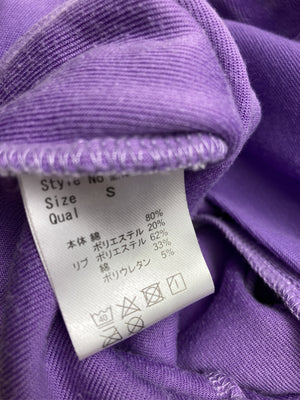 Style No.
Size S
Qual
80%
本体 綿 20%
ポリエステル 62%
リブ ポリエステル 33%
綿 5%
ポリウレタン
40